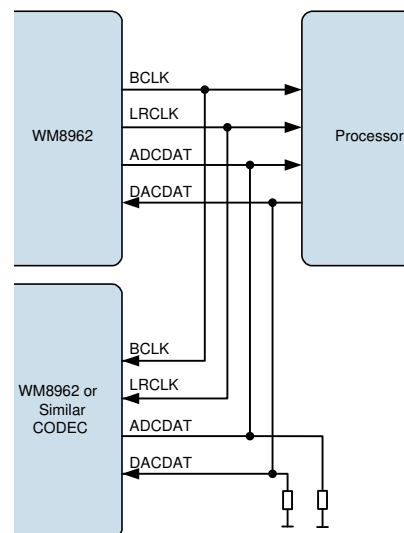 WM8962
BCLK
LRCLK
ADCDAT
DACDAT
Processor
WM8962 or
Similar
CODEC
BCLK
LRCLK
ADCDAT
DACDAT